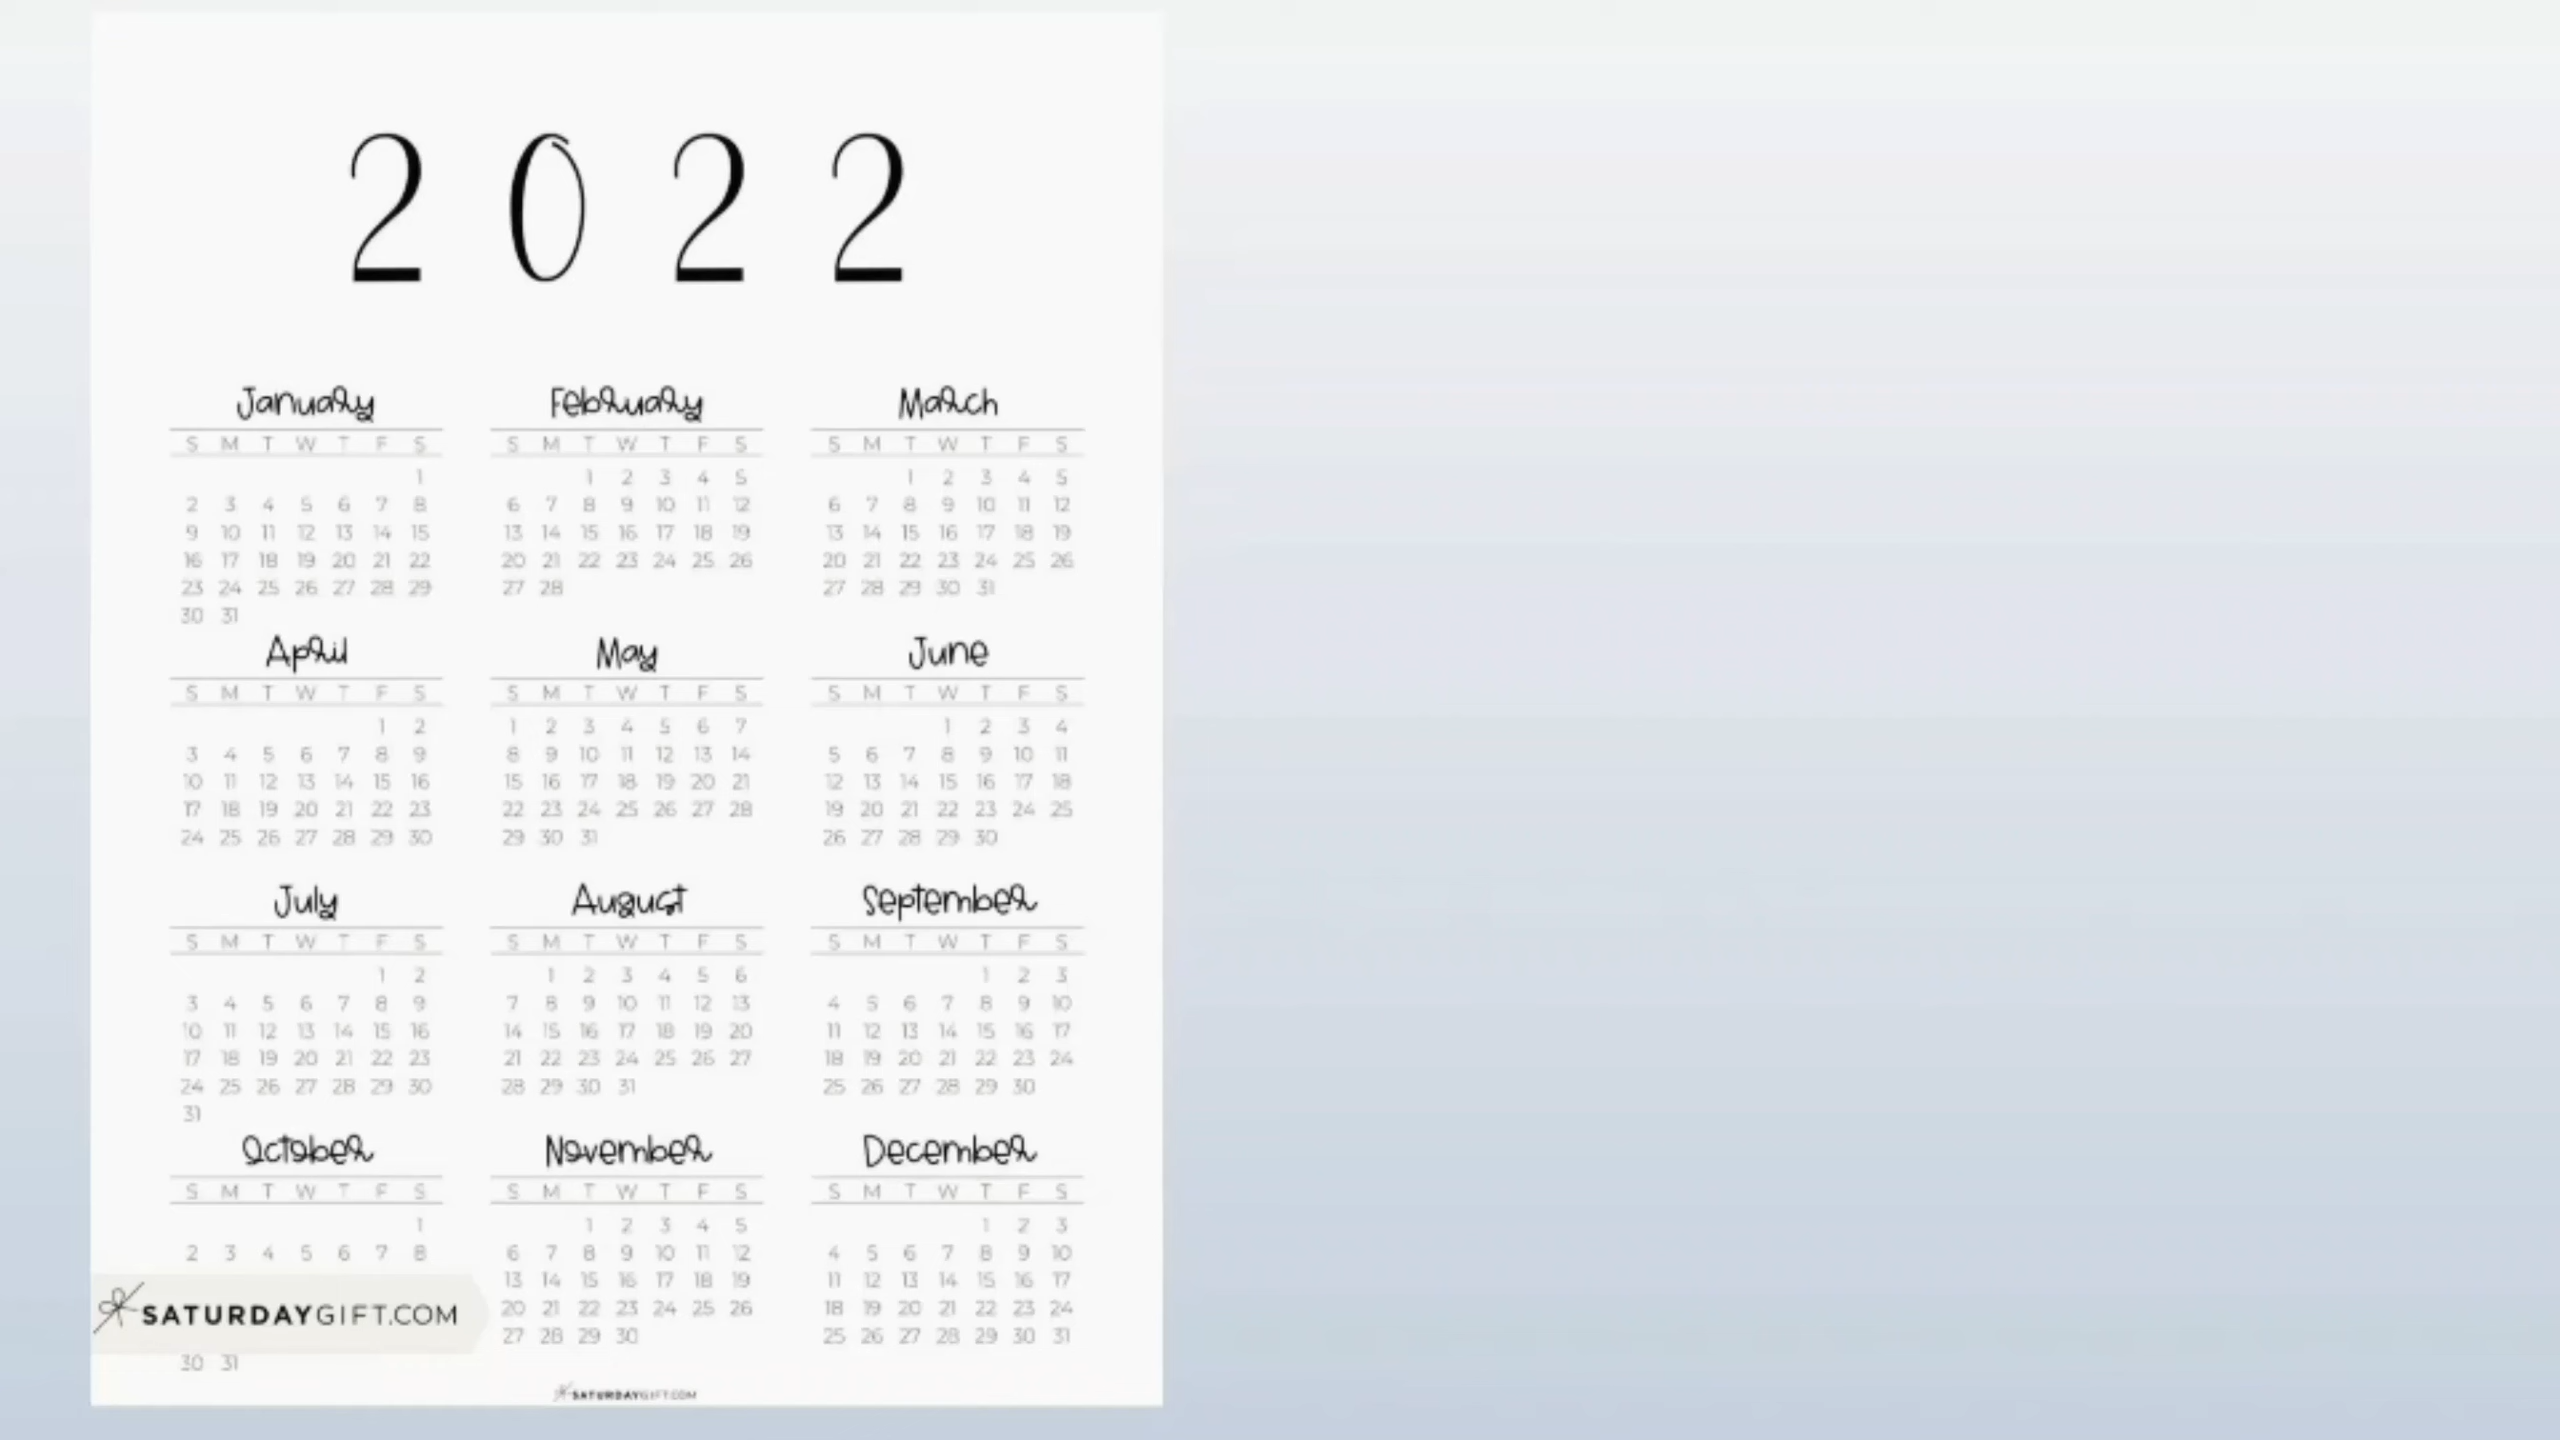 2022
January February March
S M T W T F S S M T W T F S S M T W T F S
1 1 2 3 4 5 1 2 3 4 5
2 3 4 5 6 7 8 6 7 8 9 10 11 12 6 7 8 9 10 11 12
9 10 11 12 13 14 15 13 14 15 16 17 18 19 13 14 15 16 17 18 19
16 17 18 19 20 21 22 20 21 22 23 24 25 26 20 21 22 23 24 25 26
23 24 25 26 27 28 29 27 28 27 28 29 30 31
30 31
April May June
S M T W T F S S M T W T F S S M T W T F S
1 2 1 2 3 4 5 6 7 1 2 3 4
3 4 5 6 7 8 9 8 9 10 11 12 13 14 5 6 7 8 9 10 11
10 11 12 13 14 15 16 15 16 17 18 19 20 21 12 13 14 15 16 17 18
17 18 19 20 21 22 23 22 23 24 25 26 27 28 19 20 21 22 23 24 25
24 25 26 27 28 29 30 29 30 31 26 27 28 29 30
July August September
S M T W T F S S M T W T F S S M T W T F S
1 2 1 2 3 4 5 6 1 2 3
3 4 5 6 7 8 9 7 8 9 10 11 12 13 4 5 6 7 8 9 10
10 11 12 13 14 15 16 14 15 16 17 18 19 20 11 12 13 14 15 16 17
17 18 19 20 21 22 23 21 22 23 24 25 26 27 18 19 20 21 22 23 24
24 25 26 27 28 29 30 28 29 30 31 25 26 27 28 29 30
31
October November December
S M T W T F S S M T W T F S S M T W T F S
1 1 2 3 4 5 1 2 3
2 3 4 5 6 7 8 6 7 8 9 10 11 12 4 5 6 7 8 9 10
13 14 15 16 17 18 19 11 12 13 14 15 16 17
SATURDAYGIFT.COM 20 21 22 23 24 25 26 18 19 20 21 22 23 24
27 28 29 30 25 26 27 28 29 30 31
30 31
SATURDAYGIFT.COM